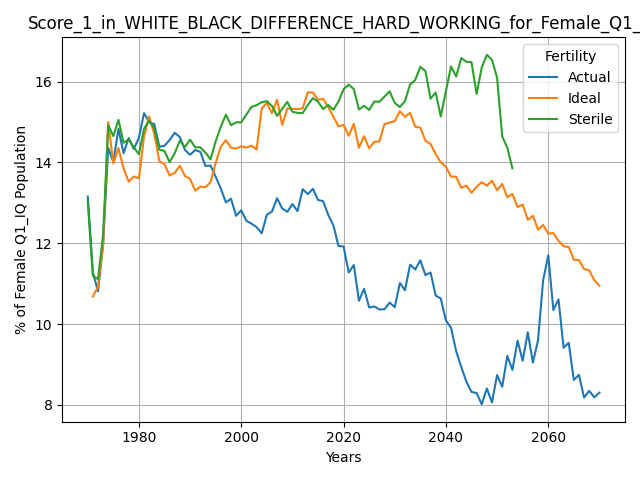 Score_1_in_WHITE_BLACK_DIFFERENCE_HARD_WORKING_for_Female_Q1_
Fertility
Actual
Ideal
Sterile
% of Female Q1_IQ Population
16
14
12
10
8
1980 2000 2020 2040 2060
Years